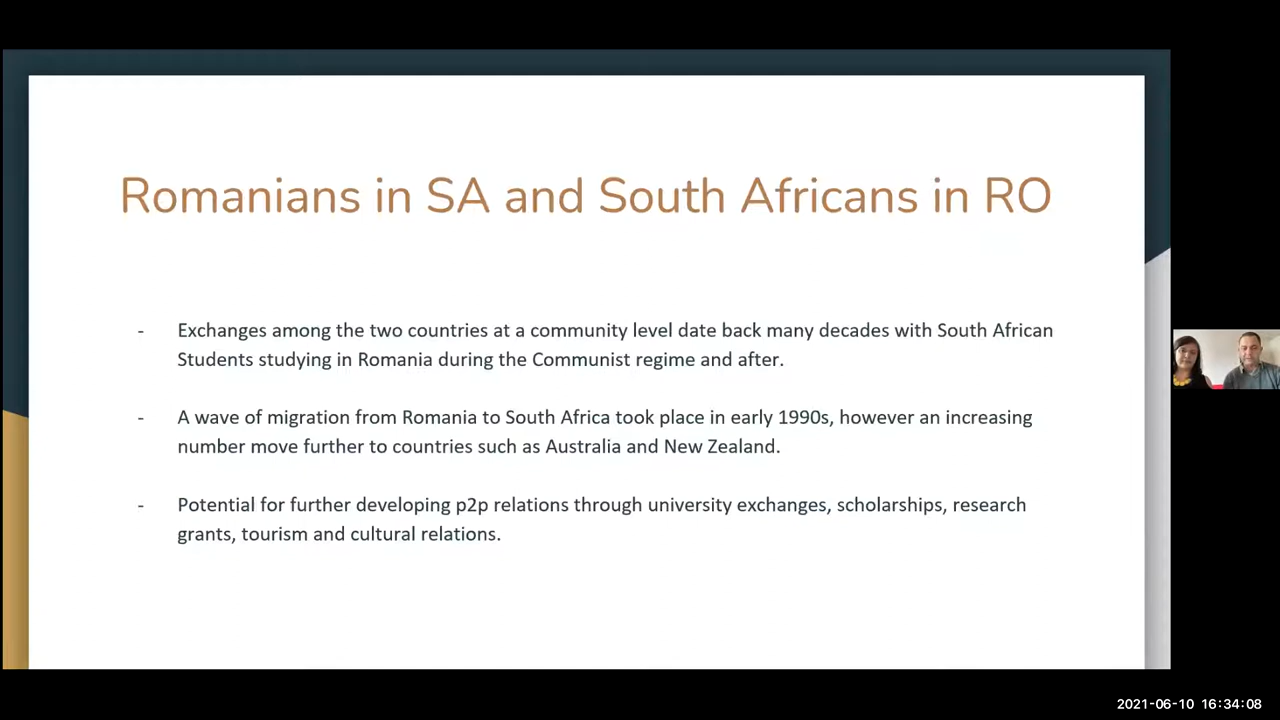 Romanians in SA and South Africans in RO
- Exchanges among the two countries at a community level date back many decades with South African
Students studying in Romania during the Communist regime and after.
- A wave of migration from Romania to South Africa took place in early 1990s, however an increasing
number move further to countries such as Australia and New Zealand.
- Potential for further developing p2p relations through university exchanges, scholarships, research
grants, tourism and cultural relations.
2021-06-10 16:34:08